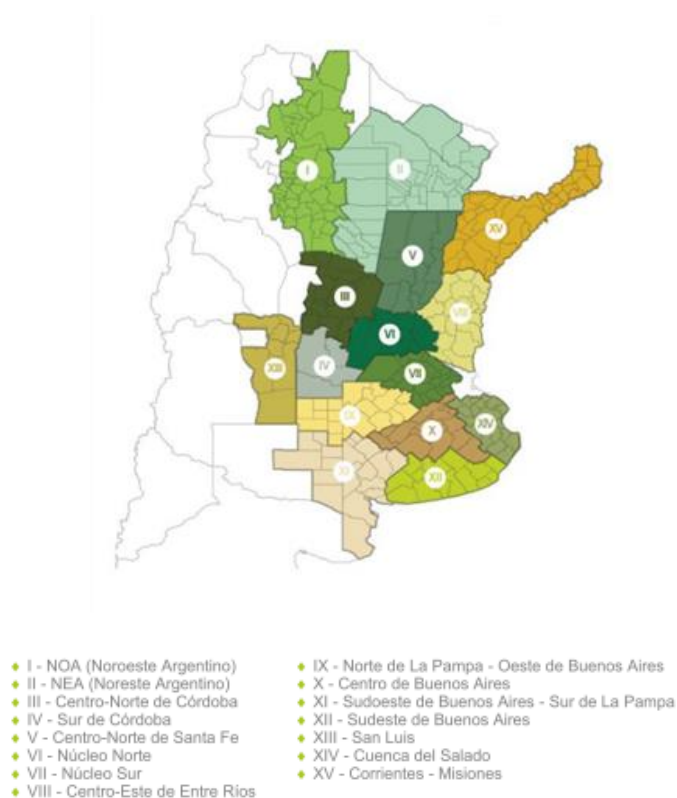 I
II
XV
V
III
VIII
VI
IV
XIII
VII
IX
XIV
X
XI
XII
♦ I - NOA (Noroeste Argentino)
♦ II - NEA (Noreste Argentino)
♦ III - Centro-Norte de Córdoba
♦ IV - Sur de Córdoba
♦ V - Centro-Norte de Santa Fe
♦ VI - Núcleo Norte
♦ VII - Núcleo Sur
♦ VIII - Centro-Este de Entre Ríos
♦ IX - Norte de La Pampa - Oeste de Buenos Aires
♦ X - Centro de Buenos Aires
♦ XI - Sudoeste de Buenos Aires - Sur de La Pampa
♦ XII - Sudeste de Buenos Aires
♦ XIII - San Luis
♦ XIV - Cuenca del Salado
♦ XV - Corrientes - Misiones